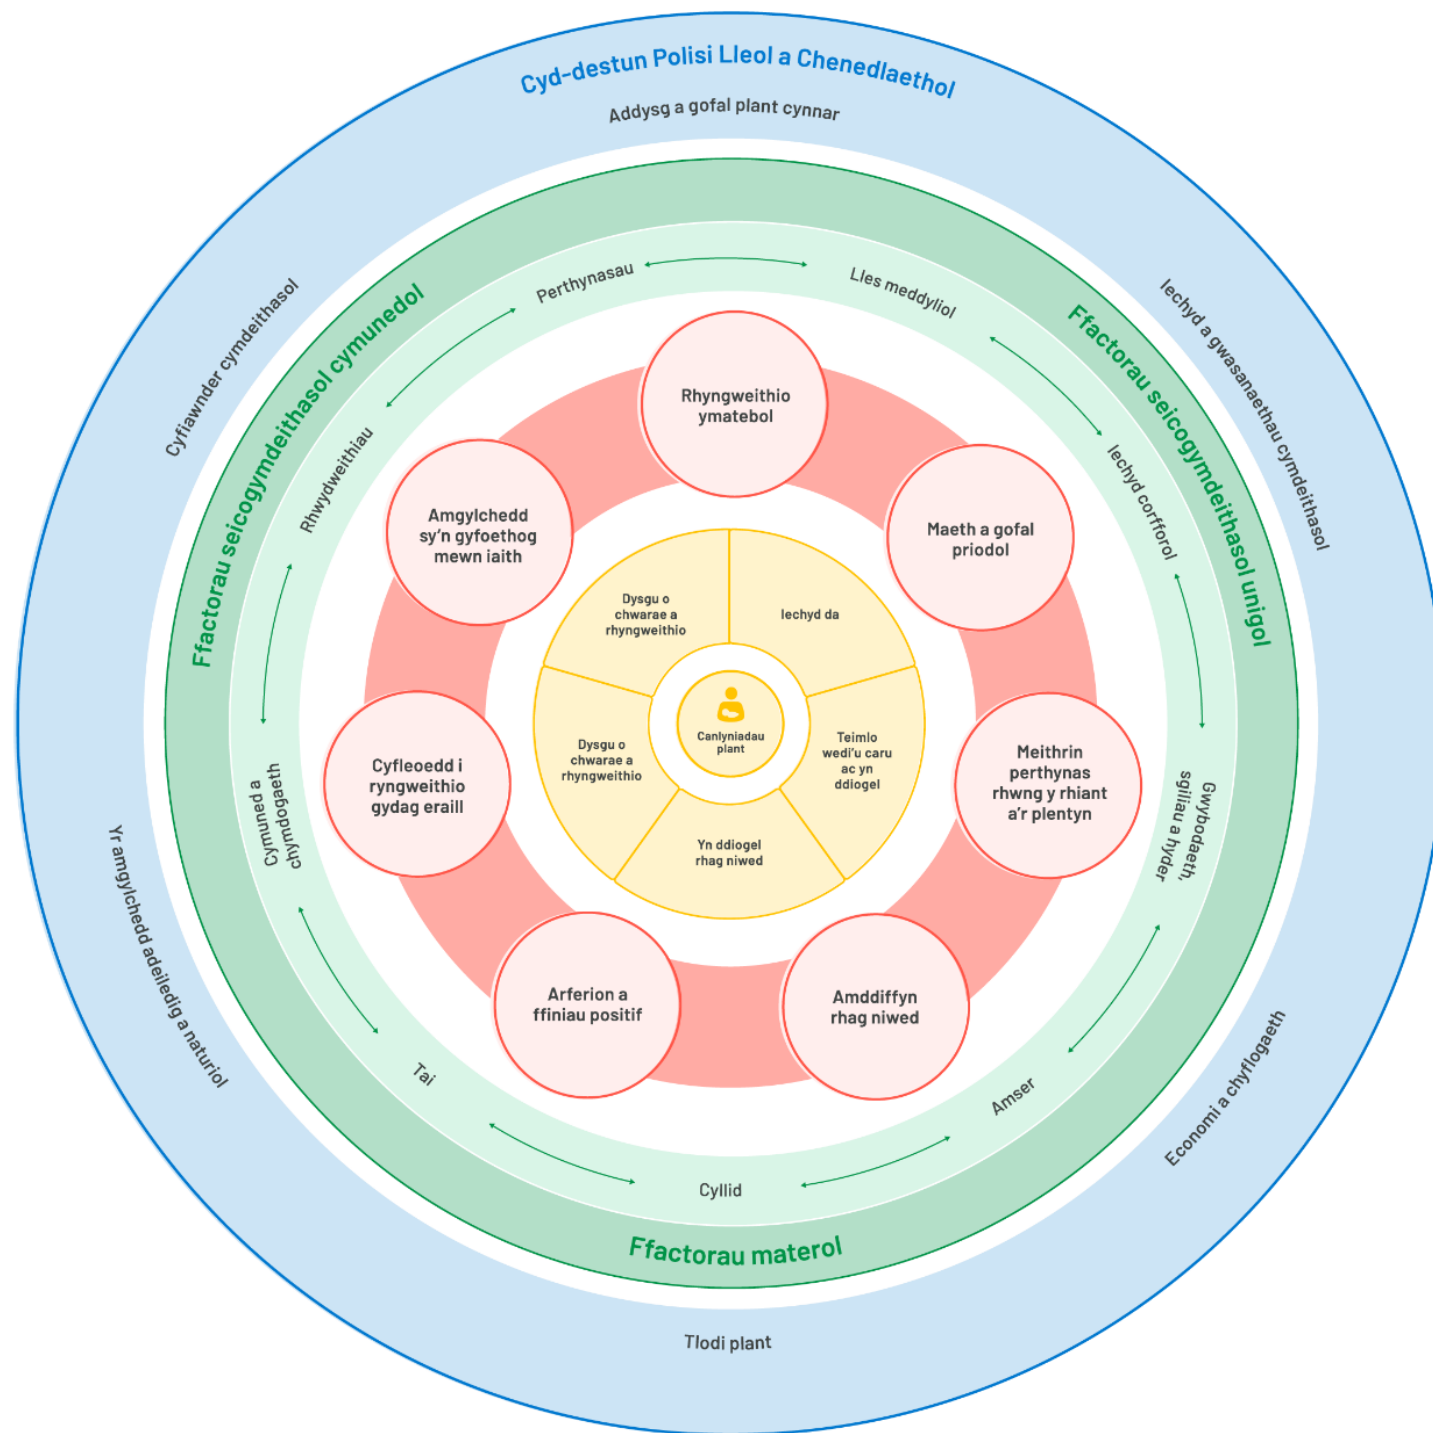 Cyd-destun Polisi Lleol a Chenedlaethol
Addysg a gofal plant cynnar
Iechyd a gwasanaethau cymdeithasol
Economi a chyflogaeth
Tlodi plant
Yr amgylchedd adeiledig a naturiol
Cyfiawnder cymdeithasol
Ffactorau seicogymdeithasol cymunedol
Ffactorau seicogymdeithasol unigol
Ffactorau materol
Perthynasau
Lles meddyliol
Iechyd corfforol
Gwybodaeth,
sgiliau a hyder
Amser
Cyllid
Tai
Cymuned a
chymdogaeth
Rhwydweithiau
Rhyngweithio
ymatebol
Maeth a gofal
priodol
Meithrin
perthynas
rhwng y rhiant
a'r plentyn
Amddiffyn
rhag niwed
Arferion a
ffiniau positif
Cyfleoedd i
ryngweithio
gydag eraill
Amgylchedd
sy'n gyfoethog
mewn iaith
Dysgu o
chwarae a
rhyngweithio
Iechyd da
Teimlo
wedi'u caru
ac yn
ddiogel
Yn ddiogel
rhag niwed
Dysgu o
chwarae a
rhyngweithio
Canlyniadau
plant